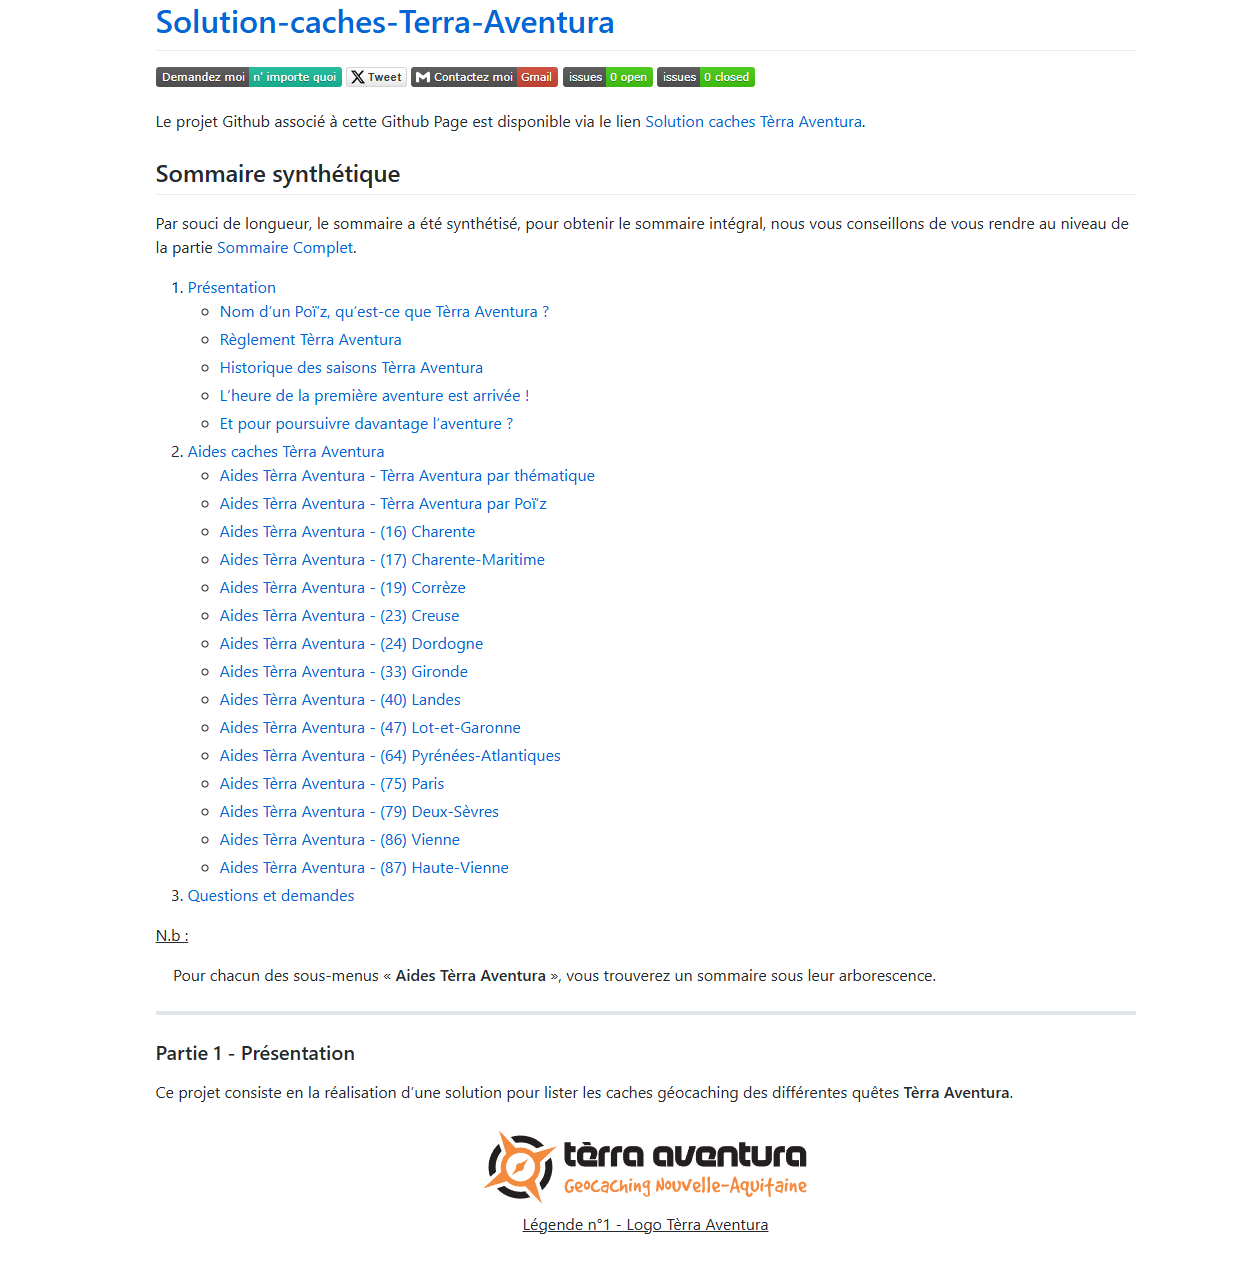 Solution-caches-Terra-Aventura
Demandez moi n' importe quoi Tweet Contactez moi Gmail issues 0 open issues 0 closed
Le projet Github associé à cette Github Page est disponible via le lien Solution caches Tèrra Aventura.
Sommaire synthétique
Par souci de longueur, le sommaire a été synthétisé, pour obtenir le sommaire intégral, nous vous conseillons de vous rendre au niveau de
la partie Sommaire Complet.
1. Présentation
Nom d’un Poï’z, qu’est-ce que Tèrra Aventura ?
Règlement Tèrra Aventura
Historique des saisons Tèrra Aventura
L’heure de la première aventure est arrivée !
Et pour poursuivre davantage l’aventure ?
2. Aides caches Tèrra Aventura
Aides Tèrra Aventura - Tèrra Aventura par thématique
Aides Tèrra Aventura - Tèrra Aventura par Poï’z
Aides Tèrra Aventura - (16) Charente
Aides Tèrra Aventura - (17) Charente-Maritime
Aides Tèrra Aventura - (19) Corrèze
Aides Tèrra Aventura - (23) Creuse
Aides Tèrra Aventura - (24) Dordogne
Aides Tèrra Aventura - (33) Gironde
Aides Tèrra Aventura - (40) Landes
Aides Tèrra Aventura - (47) Lot-et-Garonne
Aides Tèrra Aventura - (64) Pyrénées-Atlantiques
Aides Tèrra Aventura - (75) Paris
Aides Tèrra Aventura - (79) Deux-Sèvres
Aides Tèrra Aventura - (86) Vienne
Aides Tèrra Aventura - (87) Haute-Vienne
3. Questions et demandes
N.b :
Pour chacun des sous-menus « Aides Tèrra Aventura », vous trouverez un sommaire sous leur arborescence.
Partie 1 - Présentation
Ce projet consiste en la réalisation d’une solution pour lister les caches géocaching des différentes quêtes Tèrra Aventura.
tèrra aventura
Geocaching Nouvelle-Aquitaine
Légende n°1 - Logo Tèrra Aventura